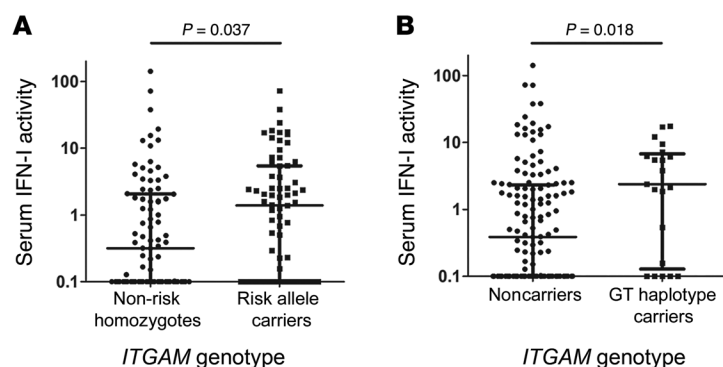 A
P = 0.037
Serum IFN-I activity
100
10
1
0.1
Non-risk
homozygotes
Risk allele
carriers
ITGAM genotype
B
P = 0.018
Serum IFN-I activity
100
10
1
0.1
Noncarriers
GT haplotype
carriers
ITGAM genotype